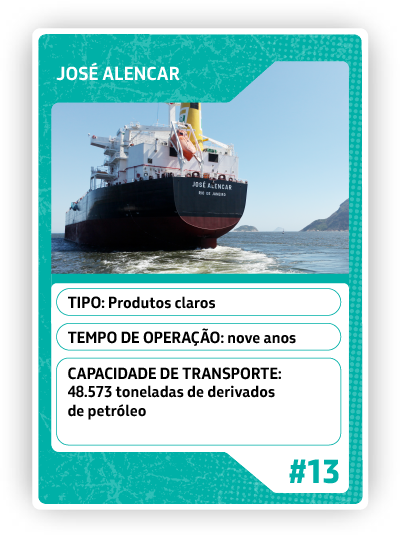 JOSÉ ALENCAR
JOSÉ ALENCAR
RIO DE JANEIRO
TIPO: Produtos claros
TEMPO DE OPERAÇÃO: nove anos
CAPACIDADE DE TRANSPORTE:
48.573 toneladas de derivados
de petróleo
#13